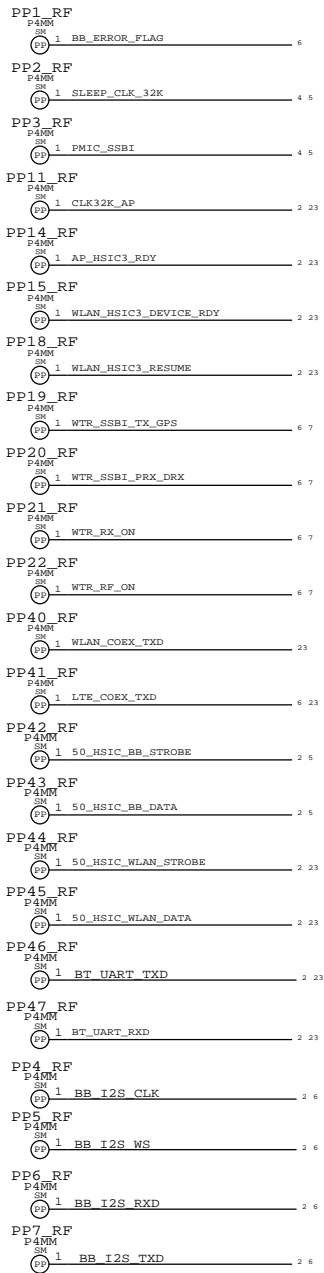 PP1_RF
P4MM
SM
PP 1 BB_ERROR_FLAG 6
PP2_RF
P4MM
SM
PP 1 SLEEP_CLK_32K 4 5
PP3_RF
P4MM
SM
PP 1 PMIC_SSBI 4 5
PP11_RF
P4MM
SM
PP 1 CLK32K_AP 2 23
PP14_RF
P4MM
SM
PP 1 AP_HSIC3_RDY 2 23
PP15_RF
P4MM
SM
PP 1 WLAN_HSIC3_DEVICE_RDY 2 23
PP18_RF
P4MM
SM
PP 1 WLAN_HSIC3_RESUME 2 23
PP19_RF
P4MM
SM
PP 1 WTR_SSBI_TX_GPS 6 7
PP20_RF
P4MM
SM
PP 1 WTR_SSBI_PRX_DRX 6 7
PP21_RF
P4MM
SM
PP 1 WTR_RX_ON 6 7
PP22_RF
P4MM
SM
PP 1 WTR_RF_ON 6 7
PP40_RF
P4MM
SM
PP 1 WLAN_COEX_TXD 23
PP41_RF
P4MM
SM
PP 1 LTE_COEX_TXD 6 23
PP42_RF
P4MM
SM
PP 1 50_HSIC_BB_STROBE 2 5
PP43_RF
P4MM
SM
PP 1 50_HSIC_BB_DATA 2 5
PP44_RF
P4MM
SM
PP 1 50_HSIC_WLAN_STROBE 2 23
PP45_RF
P4MM
SM
PP 1 50_HSIC_WLAN_DATA 2 23
PP46_RF
P4MM
SM
PP 1 BT_UART_TXD 2 23
PP47_RF
P4MM
SM
PP 1 BT_UART_RXD 2 23
PP4_RF
P4MM
SM
PP 1 BB_I2S_CLK 2 6
PP5_RF
P4MM
SM
PP 1 BB_I2S_WS 2 6
PP6_RF
P4MM
SM
PP 1 BB_I2S_RXD 2 6
PP7_RF
P4MM
SM
PP 1 BB_I2S_TXD 2 6